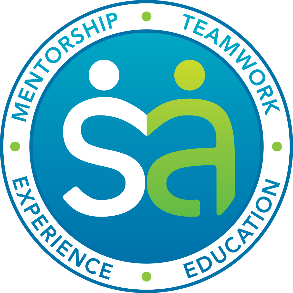 MENTORSHIP
TEAMWORK
sa
EXPERIENCE
EDUCATION